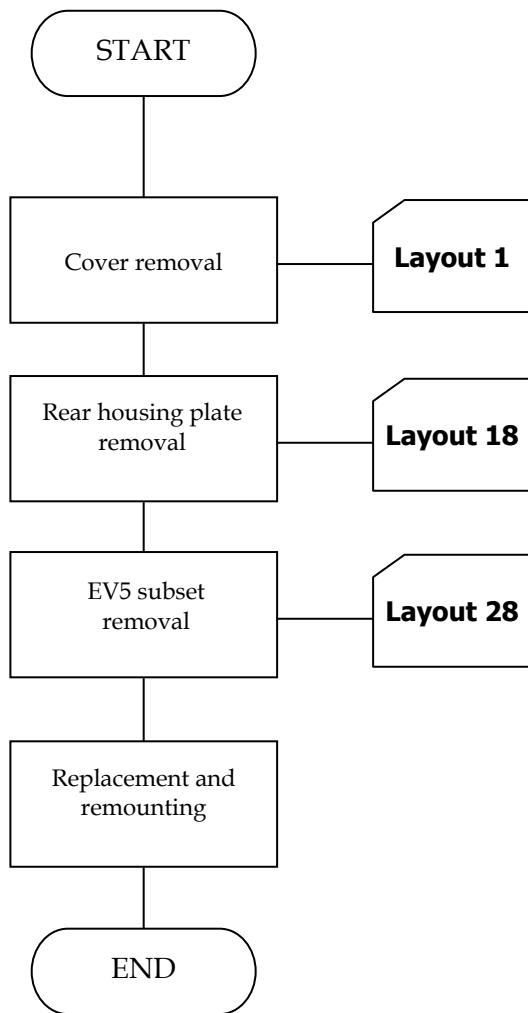 START
Cover removal
Layout 1
Rear housing plate
removal
Layout 18
EV5 subset
removal
Layout 28
Replacement and
remounting
END